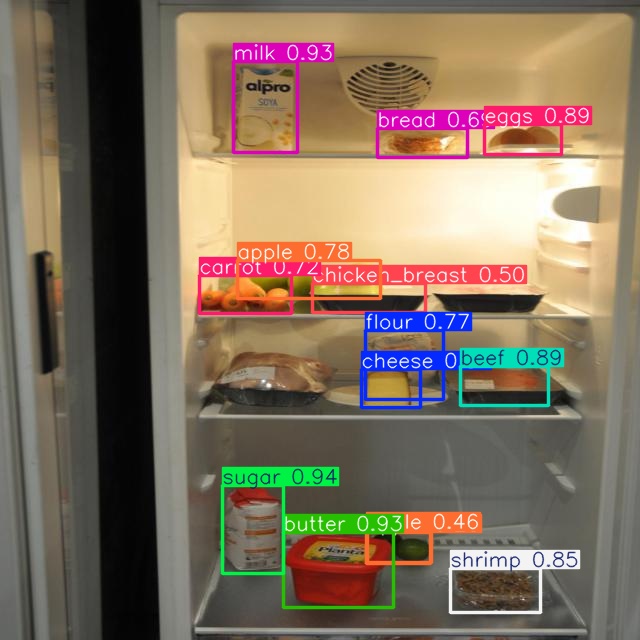 milk 0.93
alpro
SOYA
bread 0.69
eggs 0.89
apple 0.78
carrot 0.72
chicken_breast 0.50
flour 0.77
cheese 0
beef 0.89
sugar 0.94
butter 0.93
le 0.46
Planta
shrimp 0.85